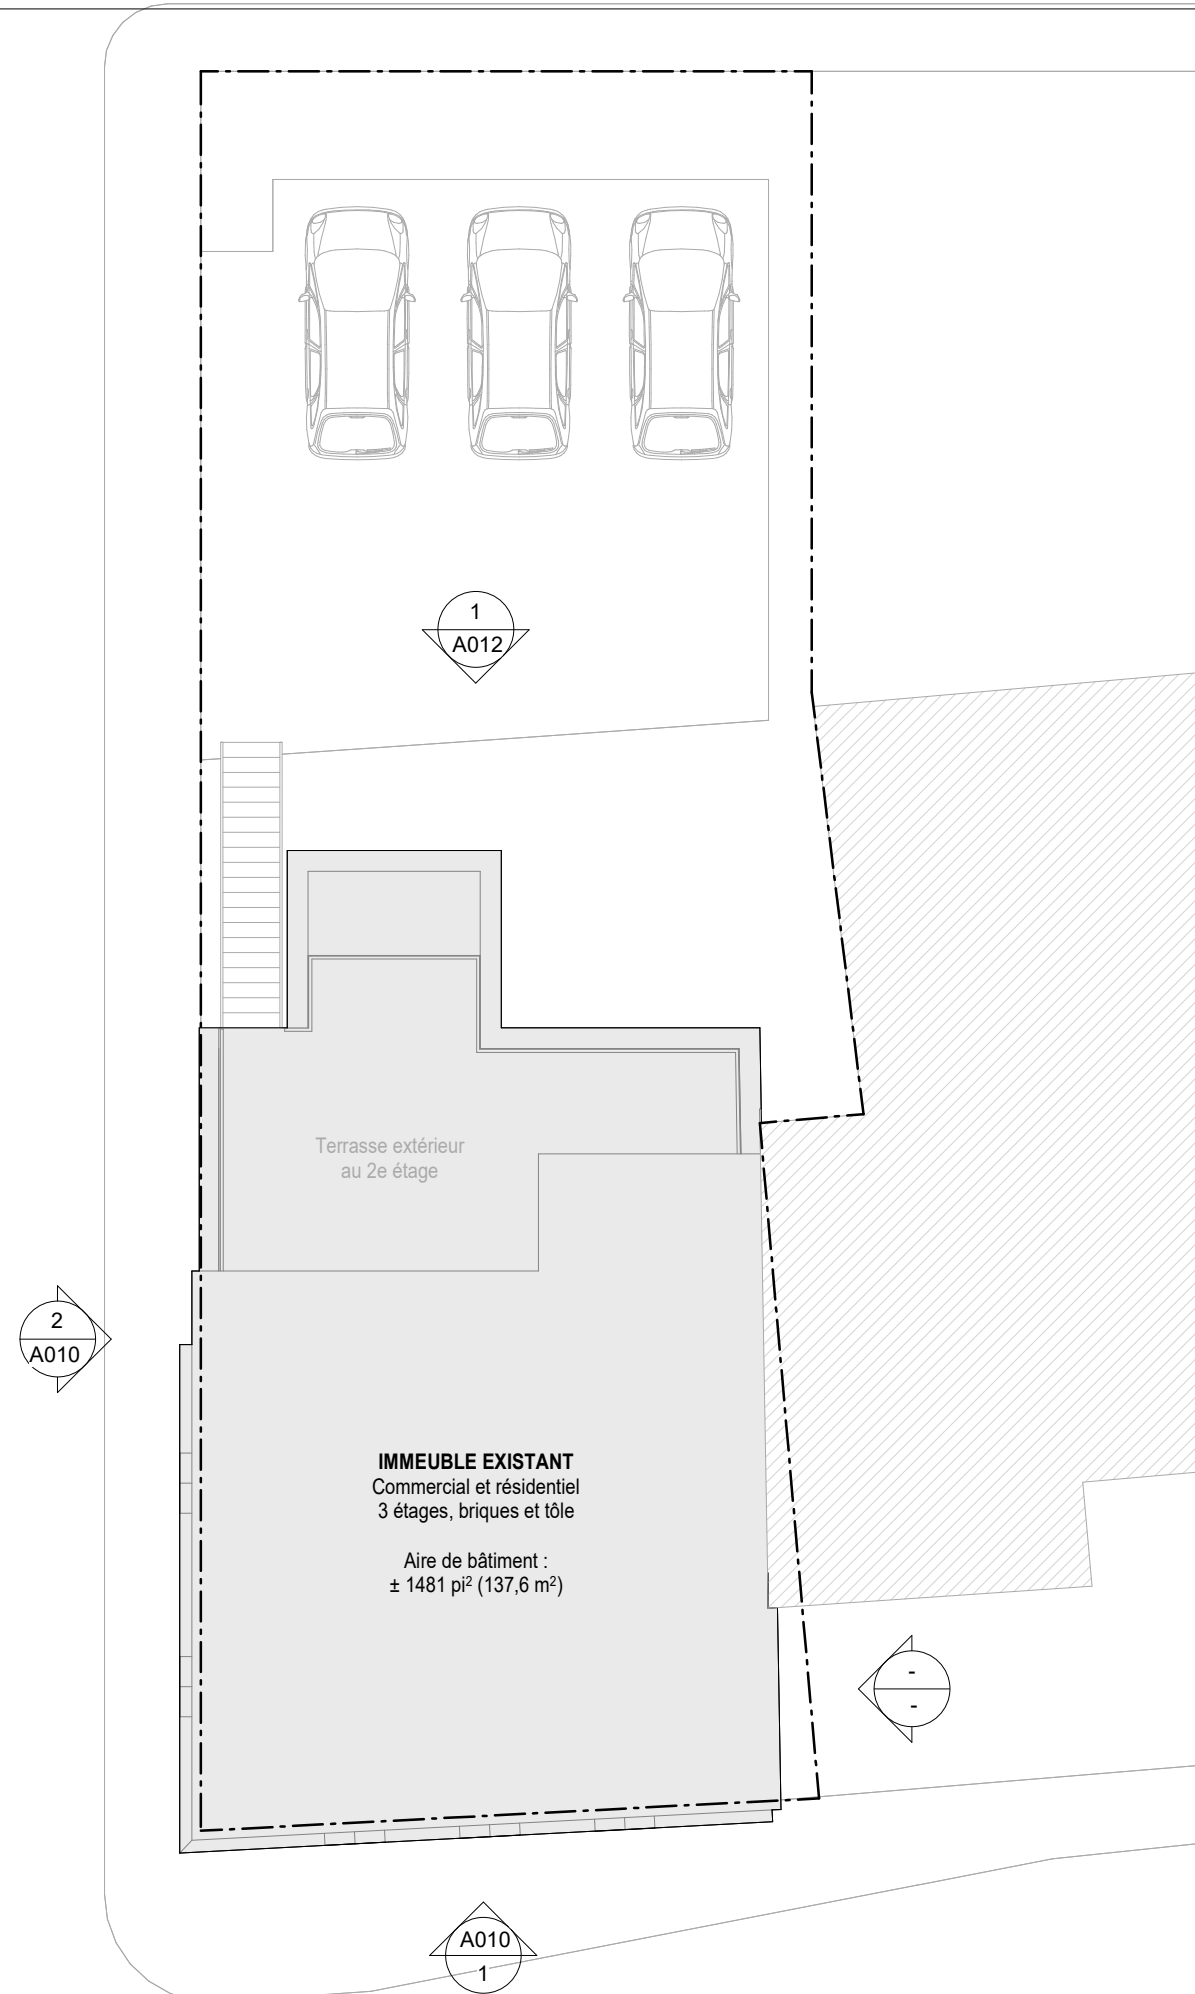 1
A012
Terrasse extérieur
au 2e étage
2
A010
IMMEUBLE EXISTANT
Commercial et résidentiel
3 étages, briques et tôle
Aire de bâtiment :
± 1481 pi² (137,6 m²)
-
-
A010
1